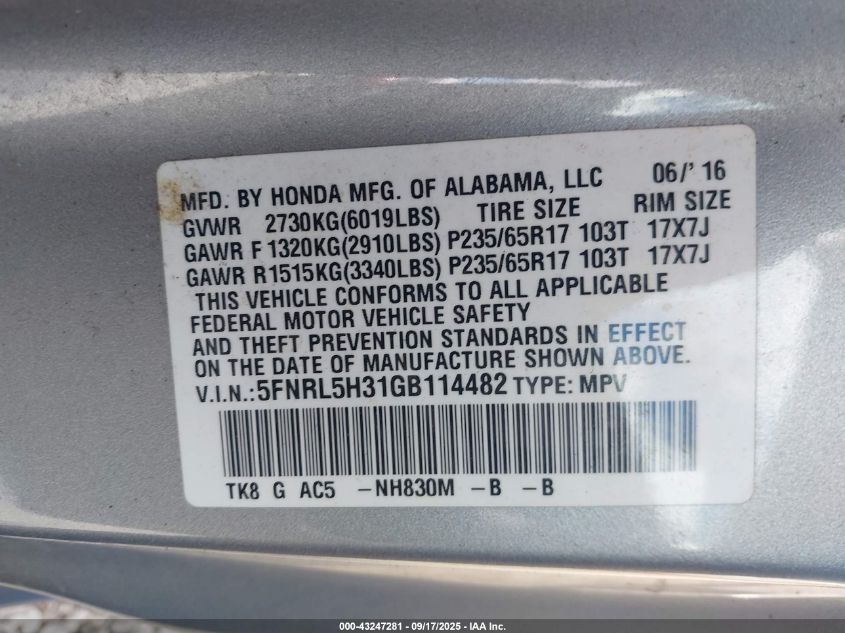 MFD. BY HONDA MFG. OF ALABAMA, LLC 06/' 16
GVWR 2730KG(6019LBS) TIRE SIZE RIM SIZE
GAWR F 1320KG(2910LBS) P235/65R17 103T 17X7J
GAWR R1515KG(3340LBS) P235/65R17 103T 17X7J
THIS VEHICLE CONFORMS TO ALL APPLICABLE
FEDERAL MOTOR VEHICLE SAFETY
AND THEFT PREVENTION STANDARDS IN EFFECT
ON THE DATE OF MANUFACTURE SHOWN ABOVE.
V.I.N.:5FNRL5H31GB114482 TYPE: MPV
TK8 G AC5 -NH830M -B -B
000-43247281 - 09/17/2025 - IAA Inc.